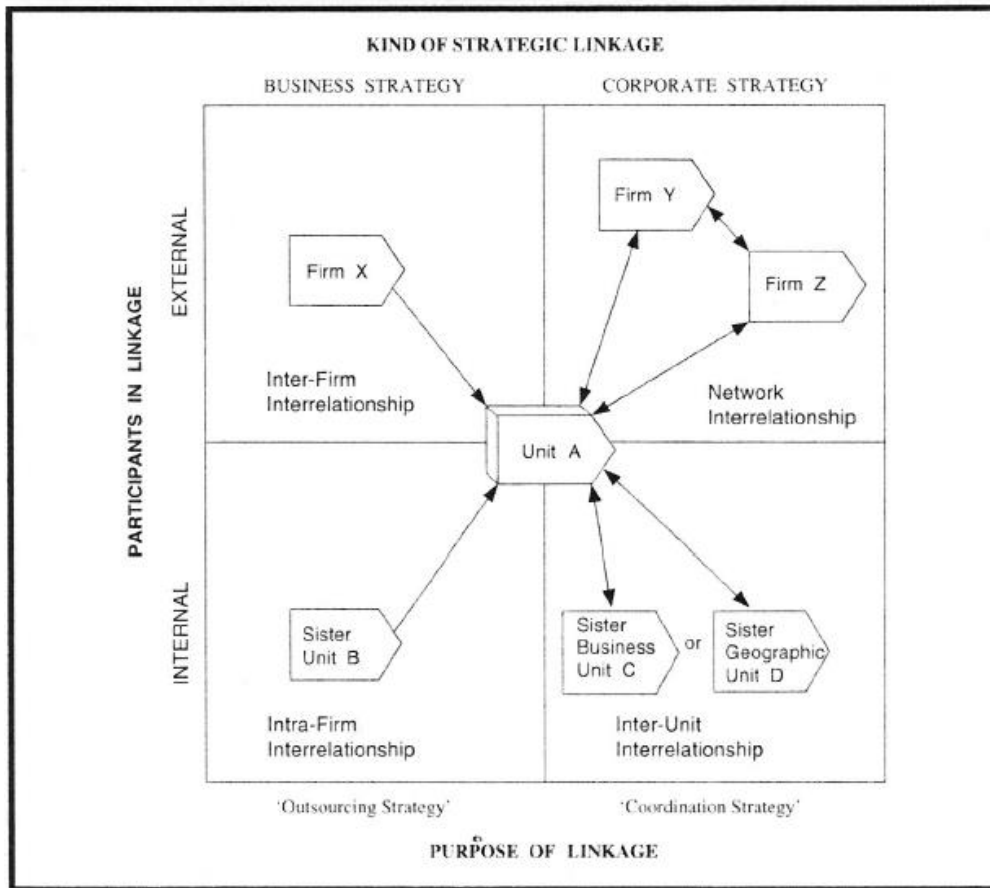 KIND OF STRATEGIC LINKAGE
BUSINESS STRATEGY
CORPORATE STRATEGY
PARTICIPANTS IN LINKAGE
EXTERNAL
INTERNAL
Firm X
Firm Y
Firm Z
Inter-Firm
Interrelationship
Network
Interrelationship
Unit A
Sister
Unit B
Sister
Business
Unit C
or
Sister
Geographic
Unit D
Intra-Firm
Interrelationship
Inter-Unit
Interrelationship
'Outsourcing Strategy'
'Coordination Strategy'
PURPOSE OF LINKAGE